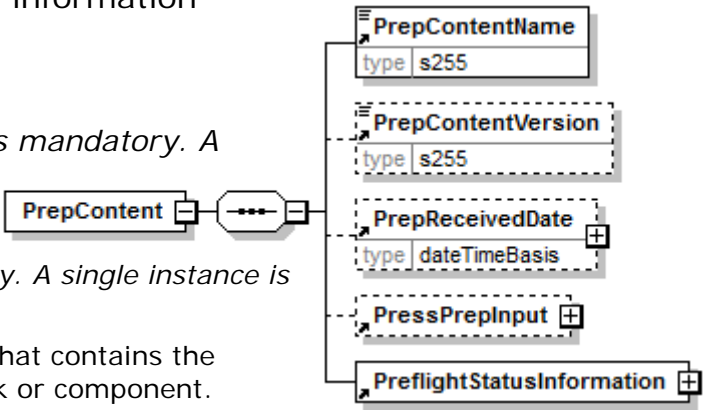 information
s mandatory. A
y. A single instance is
hat contains the
k or component.
PrepContent
PrepContentName
type s255
PrepContentVersion
type s255
PrepReceivedDate
type dateTimeBasis
PressPrepInput
PreflightStatusInformation